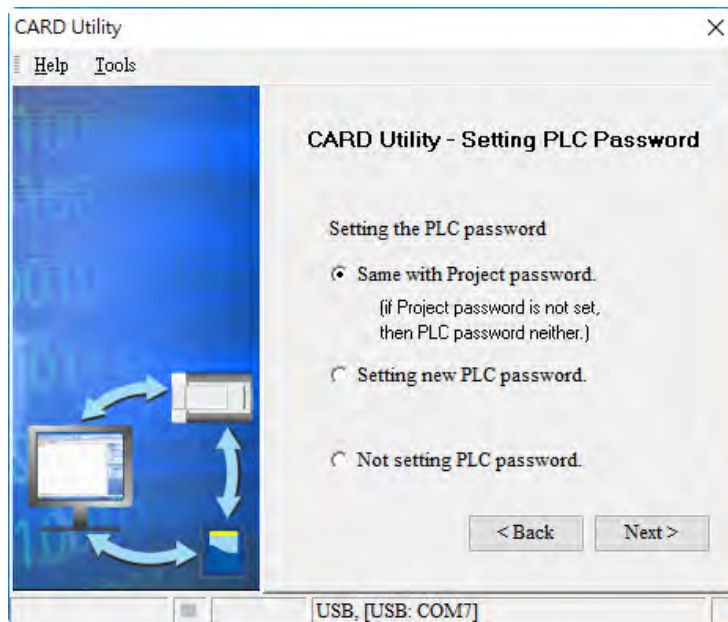 CARD Utility
Help Tools
CARD Utility - Setting PLC Password
Setting the PLC password
Same with Project password.
(if Project password is not set,
then PLC password neither.)
Setting new PLC password.
Not setting PLC password.
< Back Next >
USB, [USB: COM7]